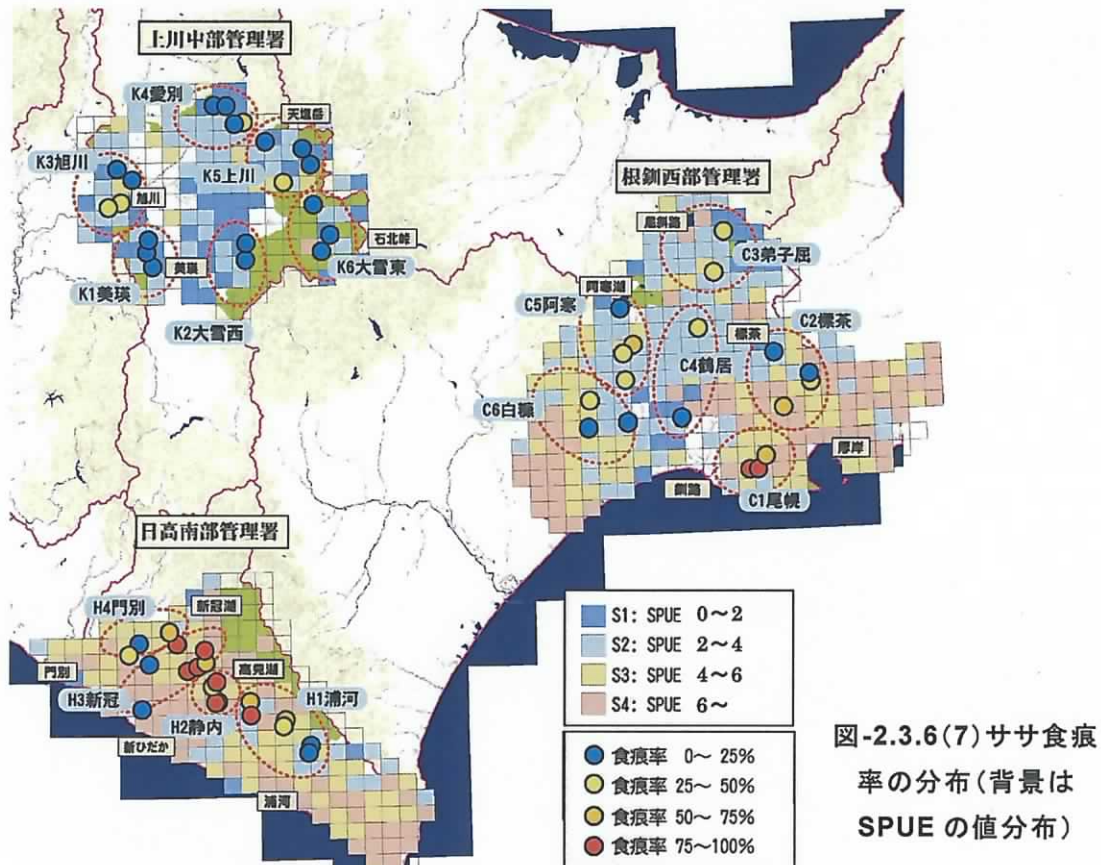 上川中部管理署
K4愛別
天塩岳
K3旭川
K5上川
旭川
石北峠
K6大雪東
美瑛
K1美瑛
K2大雪西
根釧西部管理署
屈斜路
C3弟子屈
阿寒湖
C5阿寒
C2標茶
標茶
C4鶴居
C6白糠
厚岸
釧路
C1尾幌
日高南部管理署
H4門別
新冠湖
門別
高見湖
H3新冠
H1浦河
H2静内
新ひだか
浦河
S1: SPUE 0～2
S2: SPUE 2～4
S3: SPUE 4～6
S4: SPUE 6～
食痕率 0～ 25%
食痕率 25～ 50%
食痕率 50～ 75%
食痕率 75～100%
図-2.3.6(7)ササ食痕
率の分布(背景は
SPUE の値分布)